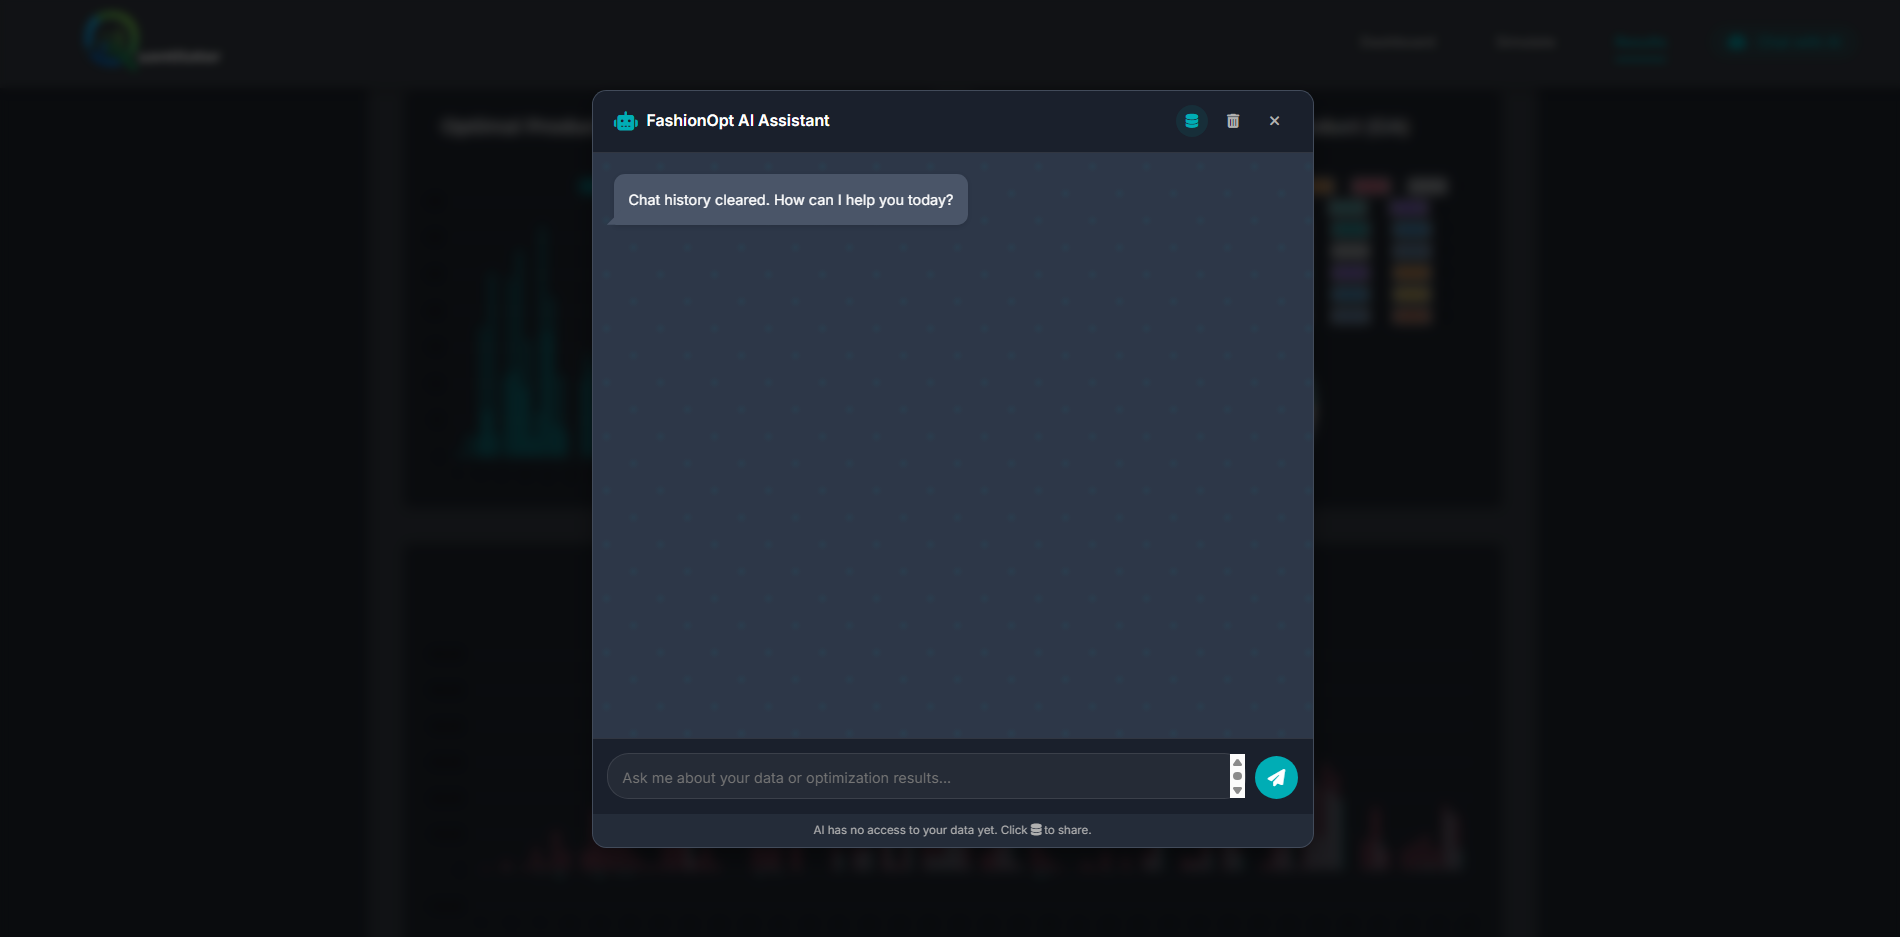 FashionOpt AI Assistant
Chat history cleared. How can I help you today?
Ask me about your data or optimization results...
AI has no access to your data yet. Click to share.